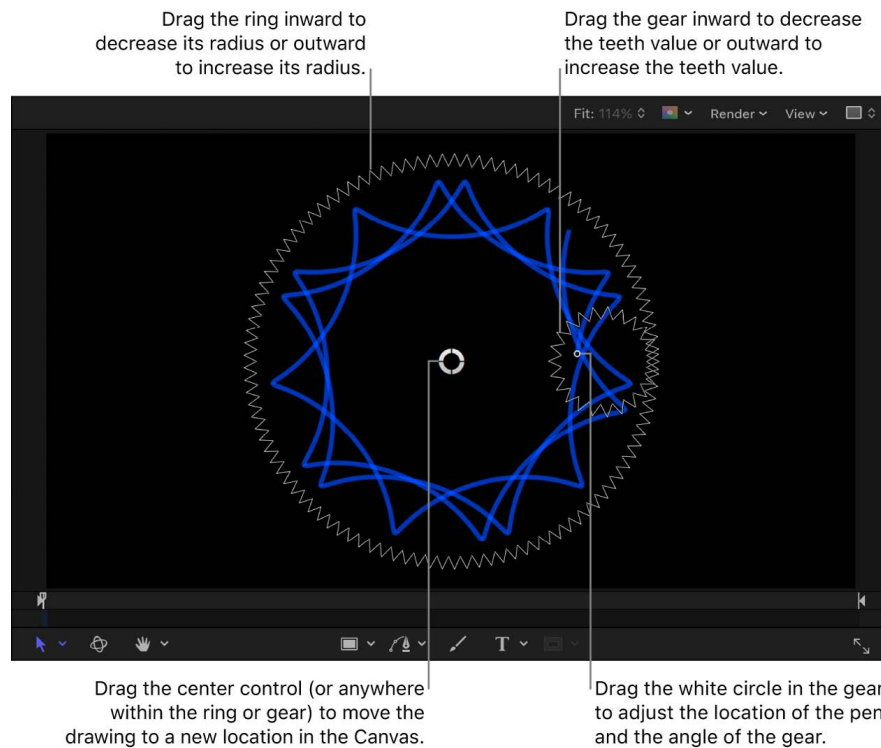 Drag the ring inward to
decrease its radius or outward
to increase its radius.
Drag the gear inward to decrease
the teeth value or outward to
increase the teeth value.
Fit: 114% Render View
T
Drag the center control (or anywhere
within the ring or gear) to move the
drawing to a new location in the Canvas.
Drag the white circle in the gear
to adjust the location of the pen
and the angle of the gear.